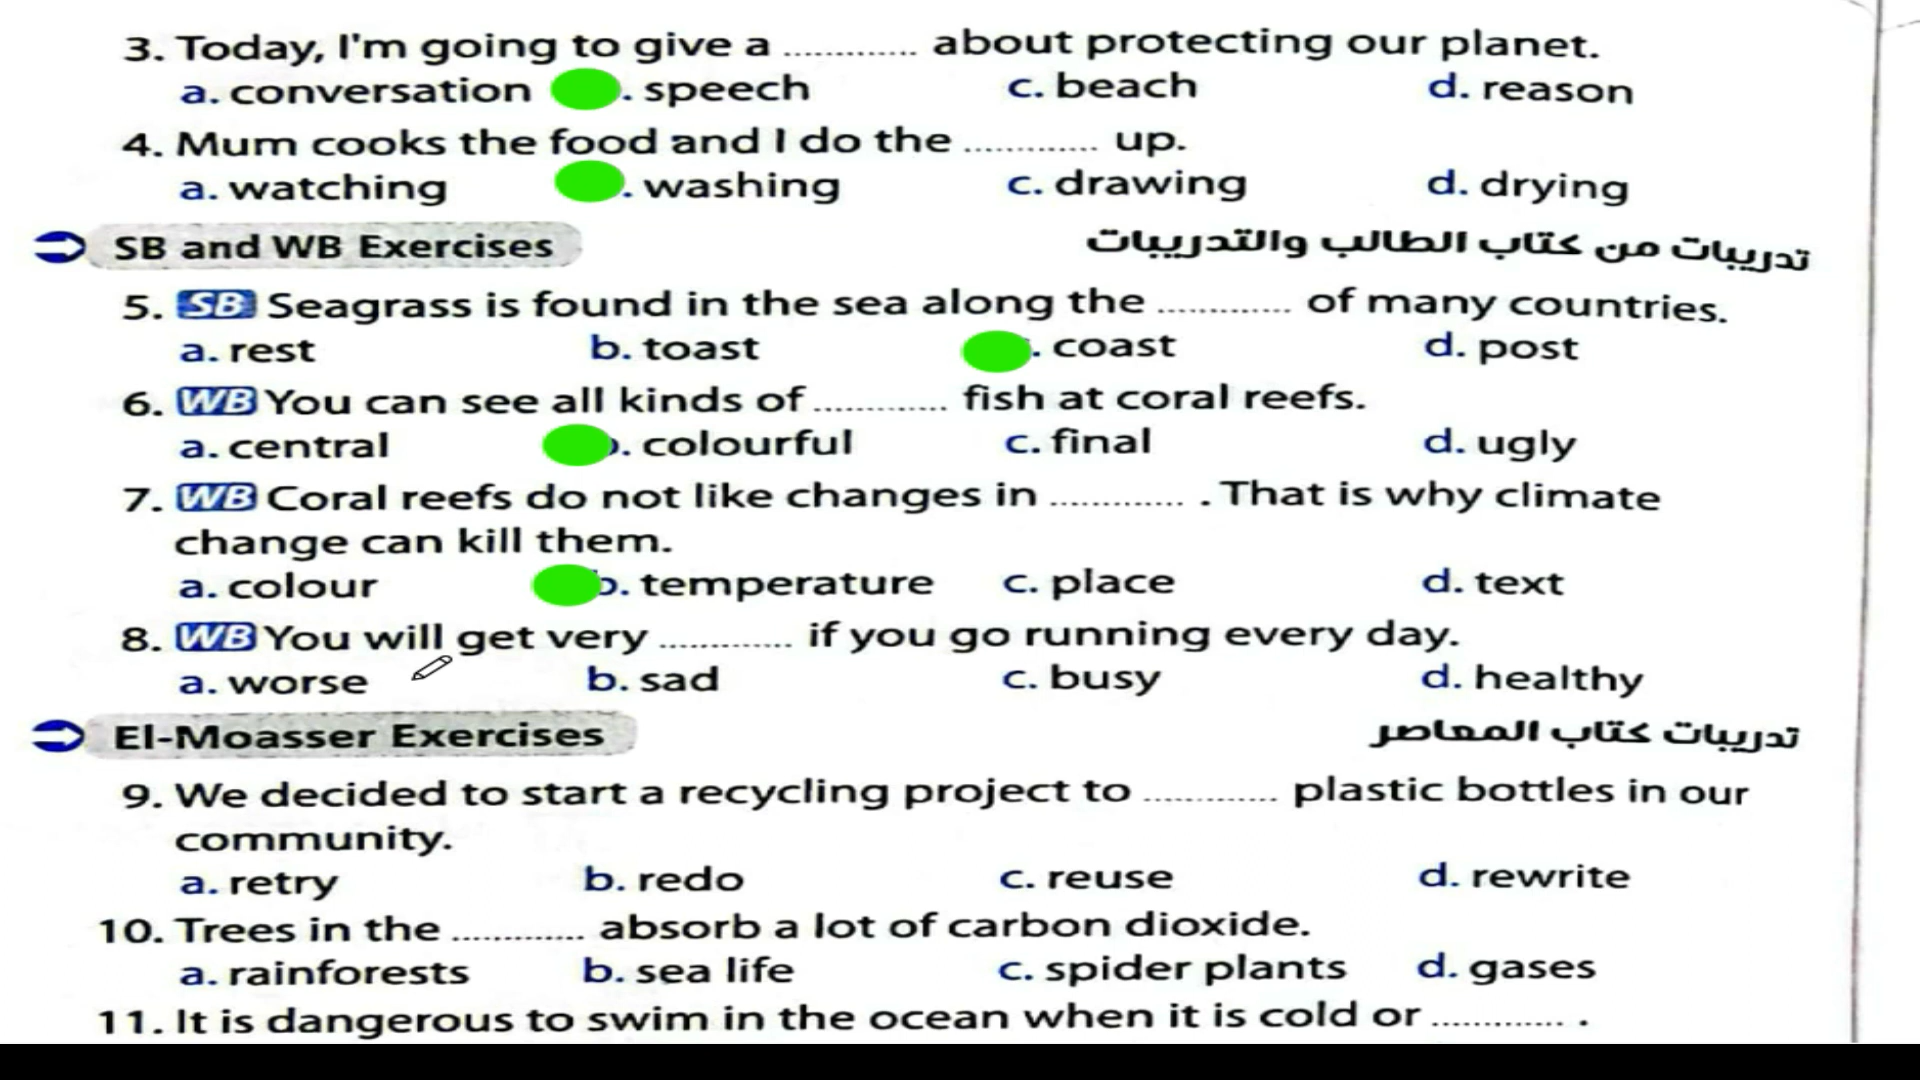 3. Today, I'm going to give a ............ about protecting our planet.
a. conversation . speech c. beach d. reason
4. Mum cooks the food and I do the ............ up.
a. watching . washing c. drawing d. drying
SB and WB Exercises تدريبات من كتاب الطالب والتدريبات
5. SB Seagrass is found in the sea along the ............ of many countries.
a. rest b. toast . coast d. post
6. WB You can see all kinds of ............ fish at coral reefs.
a. central b. colourful c. final d. ugly
7. WB Coral reefs do not like changes in ............ . That is why climate
change can kill them.
a. colour b. temperature c. place d. text
8. WB You will get very ............ if you go running every day.
a. worse b. sad c. busy d. healthy
El-Moasser Exercises تدريبات كتاب المعاصر
9. We decided to start a recycling project to ............ plastic bottles in our
community.
a. retry b. redo c. reuse d. rewrite
10. Trees in the ............ absorb a lot of carbon dioxide.
a. rainforests b. sea life c. spider plants d. gases
11. It is dangerous to swim in the ocean when it is cold or ............ .